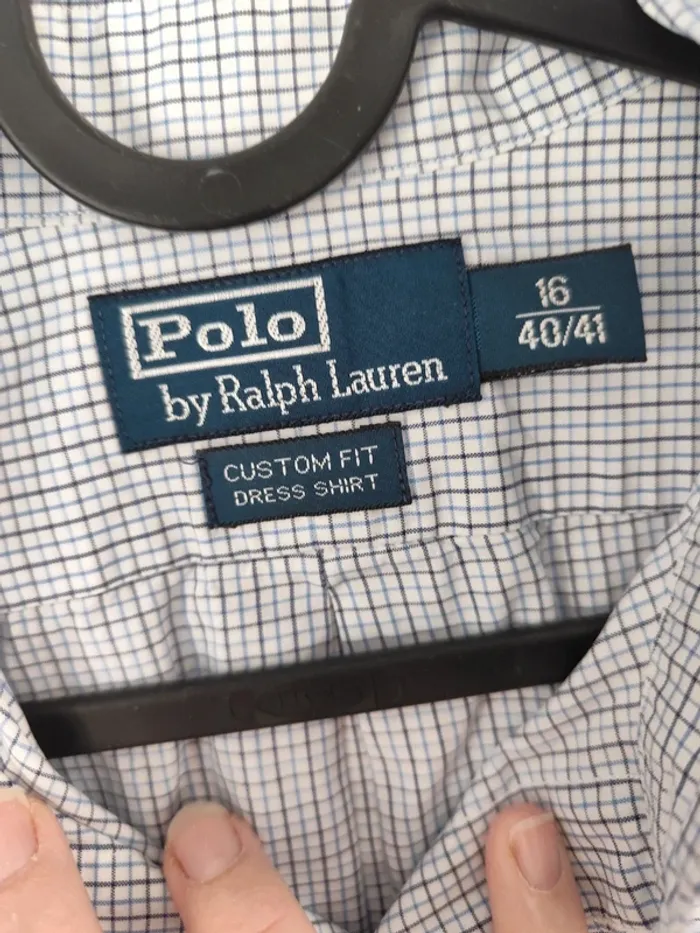 Polo
by Ralph Lauren
16
40/41
CUSTOM FIT
DRESS SHIRT